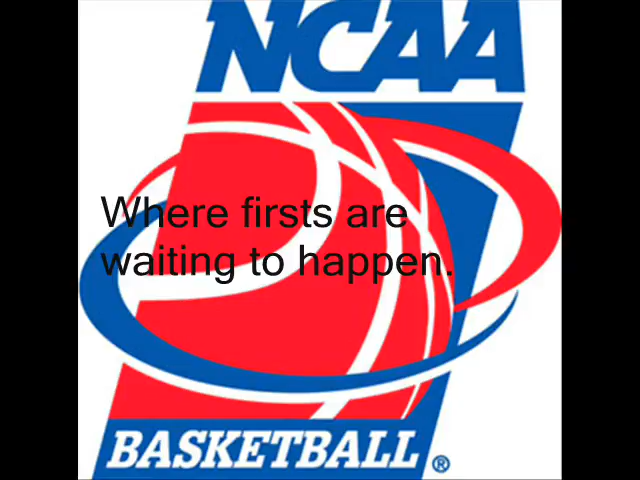 NCAA
Where firsts are
waiting to happen.
BASKETBALL ®